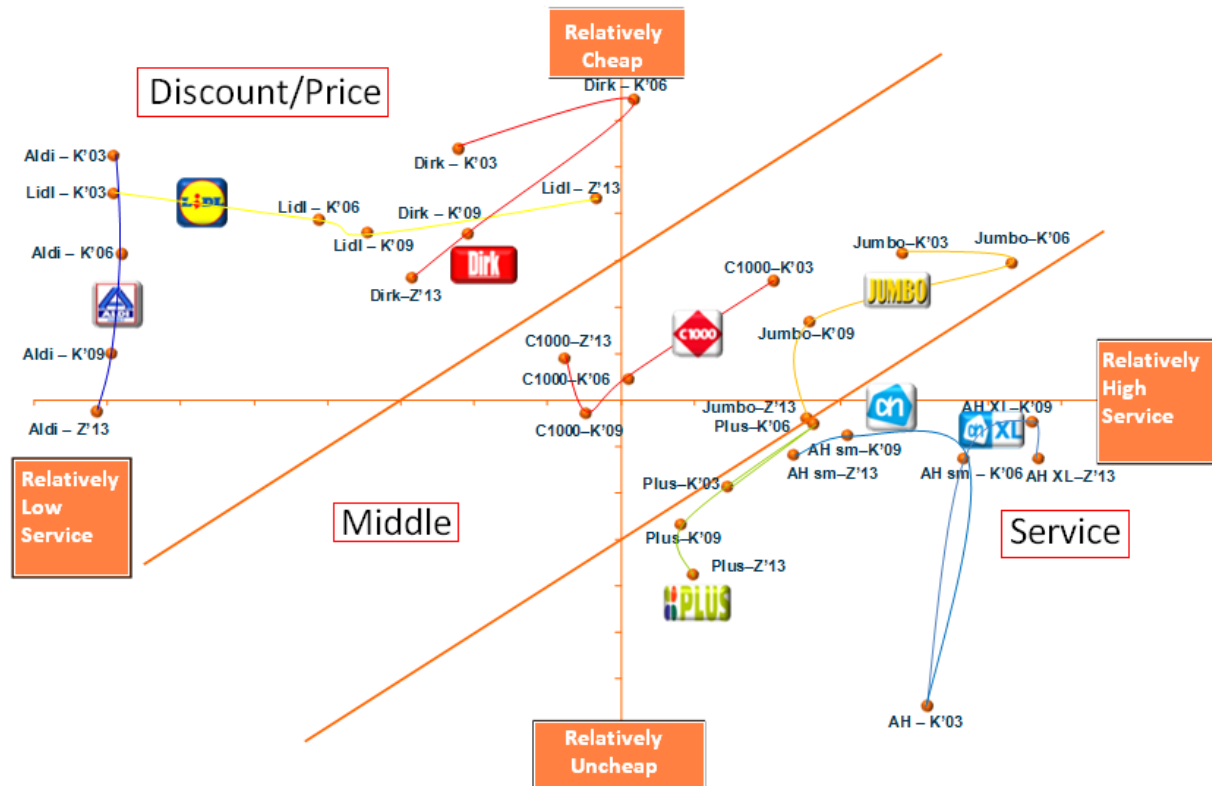 Relatively
Cheap
Discount/Price
Dirk – K'06
Aldi – K'03
Dirk – K'03
Lidl – K'03
LiDL
Lidl – K'06
Dirk – K'09
Lidl – Z'13
Lidl – K'09
Jumbo–K'03
Jumbo–K'06
Aldi – K'06
Dirk
C1000–K'03
Dirk–Z'13
JUMBO
ALDI
C1000
Jumbo–K'09
C1000–Z'13
Aldi – K'09
C1000–K'06
Relatively
High
Service
Aldi – Z'13
C1000–K'09
Jumbo–Z'13
Plus–K'06
AH XL–K'09
XL
AH sm–K'09
AH sm–Z'13
AH sm – K'06
AH XL–Z'13
Relatively
Low
Service
Plus–K'03
Middle
Plus–K'09
Service
Plus–Z'13
PLÜS
AH – K'03
Relatively
Uncheap